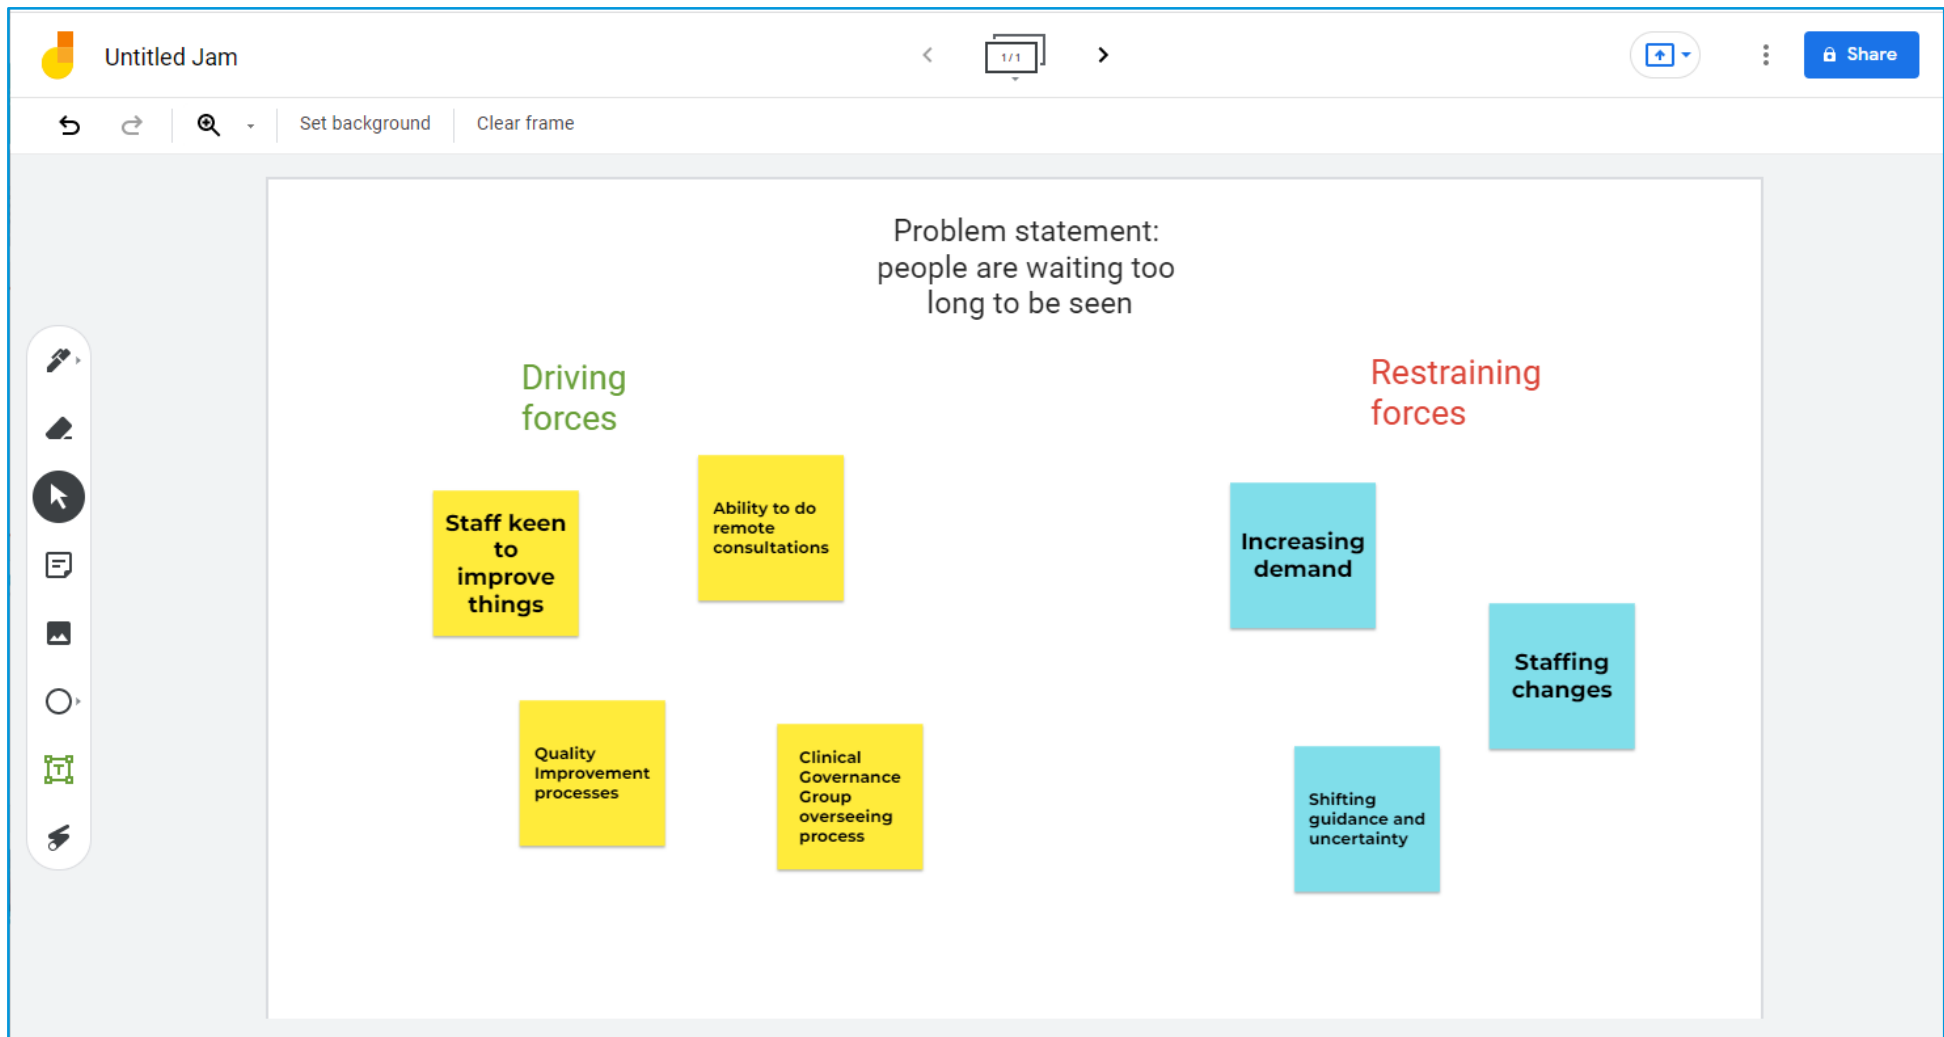 Untitled Jam
1/1
Share
Set background
Clear frame
Problem statement:
people are waiting too
long to be seen
Driving
forces
Restraining
forces
Staff keen
to
improve
things
Ability to do
remote
consultations
Increasing
demand
Staffing
changes
Quality
Improvement
processes
Clinical
Governance
Group
overseeing
process
Shifting
guidance and
uncertainty